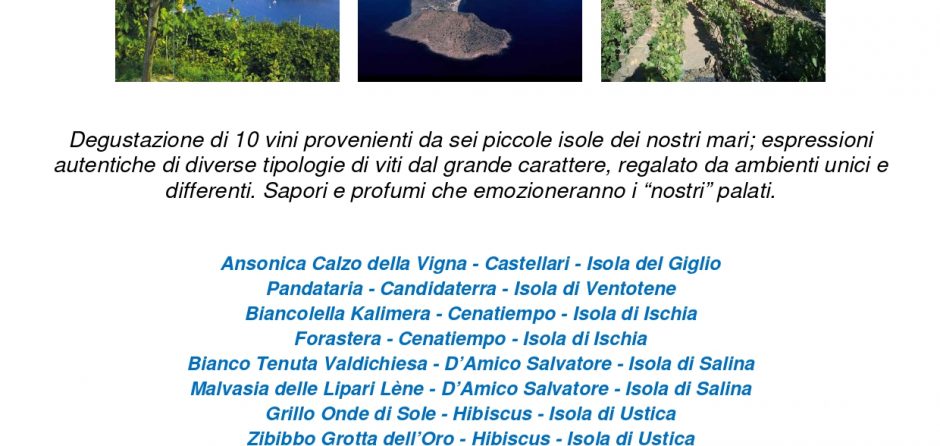 Degustazione di 10 vini provenienti da sei piccole isole dei nostri mari; espressioni
autentiche di diverse tipologie di viti dal grande carattere, regalato da ambienti unici e
differenti. Sapori e profumi che emozioneranno i “nostri” palati.
Ansonica Calzo della Vigna - Castellari - Isola del Giglio
Pandataria - Candidaterra - Isola di Ventotene
Biancolella Kalimera - Cenatiempo - Isola di Ischia
Forastera - Cenatiempo - Isola di Ischia
Bianco Tenuta Valdichiesa - D’Amico Salvatore - Isola di Salina
Malvasia delle Lipari Lène - D’Amico Salvatore - Isola di Salina
Grillo Onde di Sole - Hibiscus - Isola di Ustica
Zibibbo Grotta dell’Oro - Hibiscus - Isola di Ustica